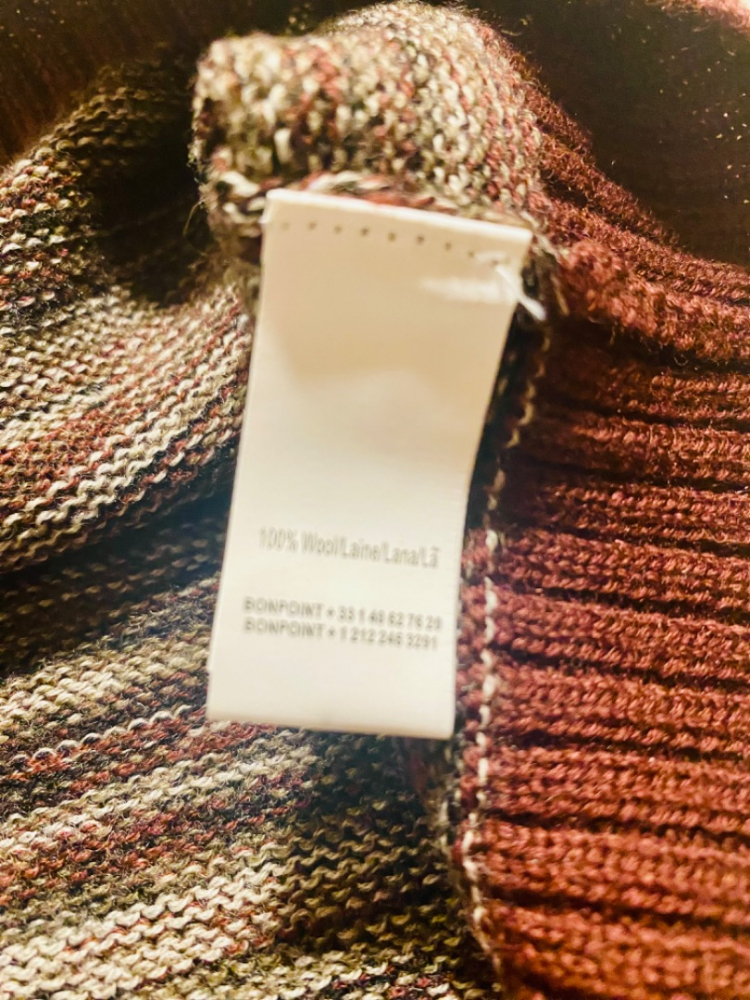 100% Wool/Laine/Lana/Lã
BONPOINT + 33 1 40 62 76 20
BONPOINT + 1 212 246 3291